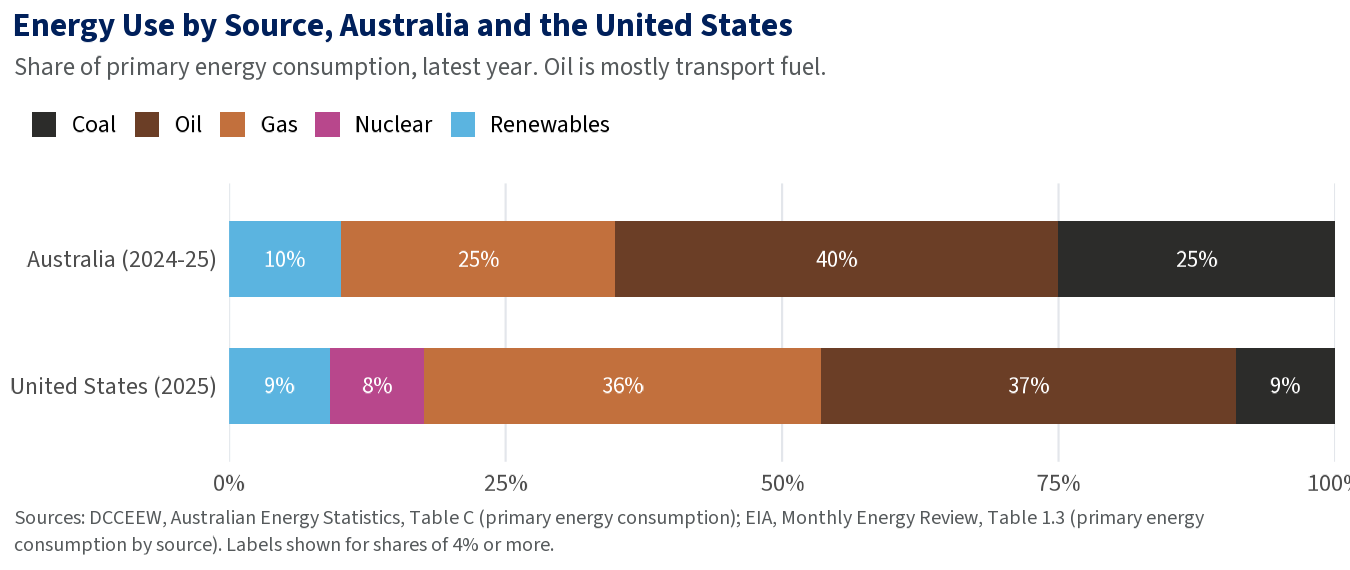 Energy Use by Source, Australia and the United States
Share of primary energy consumption, latest year. Oil is mostly transport fuel.
Coal Oil Gas Nuclear Renewables
Australia (2024-25) 10% 25% 40% 25%
United States (2025) 9% 8% 36% 37% 9%
0% 25% 50% 75% 100%
Sources: DCCEEW, Australian Energy Statistics, Table C (primary energy consumption); EIA, Monthly Energy Review, Table 1.3 (primary energy
consumption by source). Labels shown for shares of 4% or more.